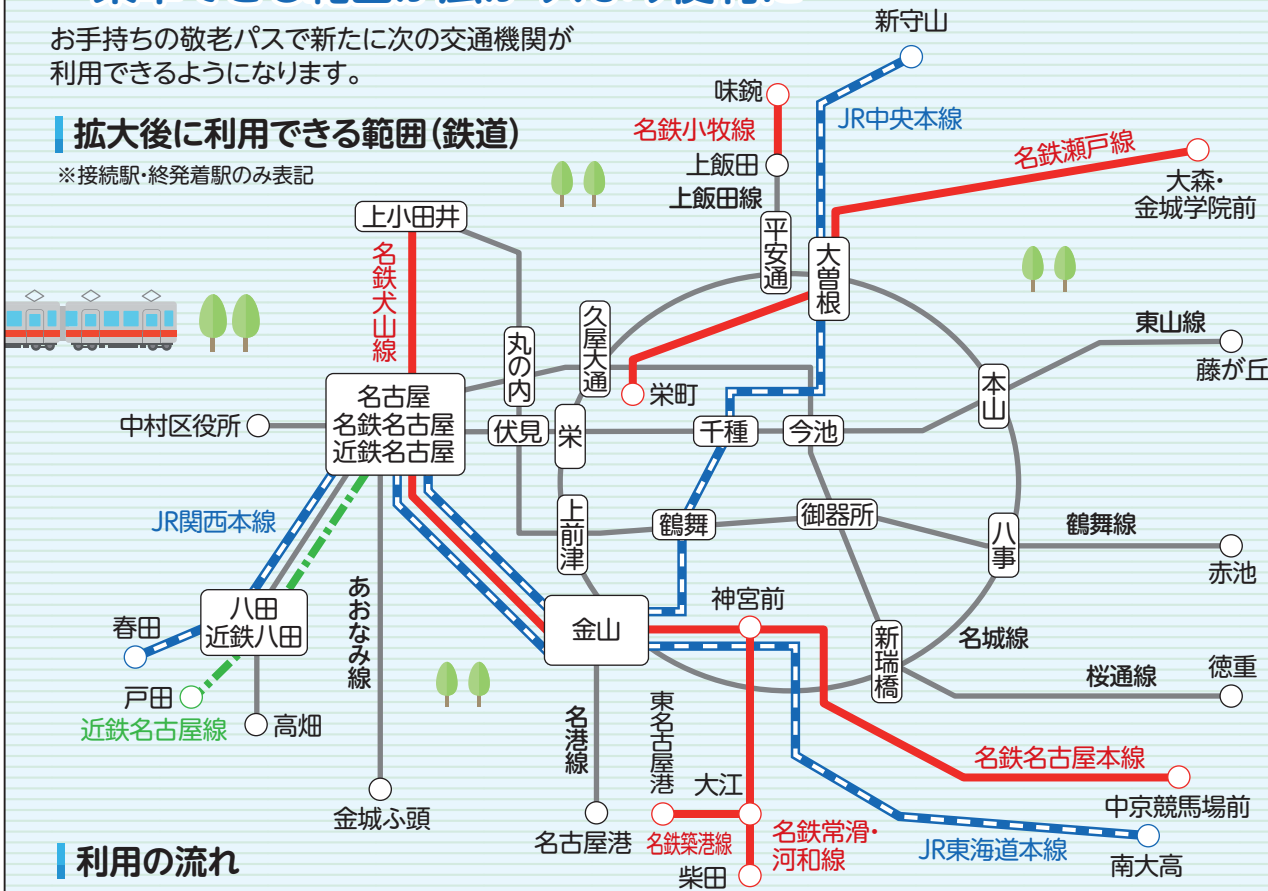 お手持ちの敬老パスで新たに次の交通機関が
利用できるようになります。
拡大後に利用できる範囲(鉄道)
※接続駅・終発着駅のみ表記
新守山
味鋺
名鉄小牧線
JR中央本線
名鉄瀬戸線
上飯田
上飯田線
大森・
金城学院前
上小田井
平安通
大曽根
名鉄犬山線
久屋大通
丸の内
東山線
藤が丘
本山
栄町
名古屋
名鉄名古屋
近鉄名古屋
中村区役所
伏見
栄
千種
今池
JR関西本線
上前津
鶴舞
御器所
八事
鶴舞線
赤池
あおなみ線
八田
近鉄八田
春田
金山
神宮前
新瑞橋
名城線
桜通線
徳重
戸田
近鉄名古屋線
高畑
名港線
東名古屋港
大江
名鉄名古屋本線
中京競馬場前
金城ふ頭
名古屋港
名鉄築港線
名鉄常滑・
河和線
JR東海道本線
南大高
柴田
利用の流れ